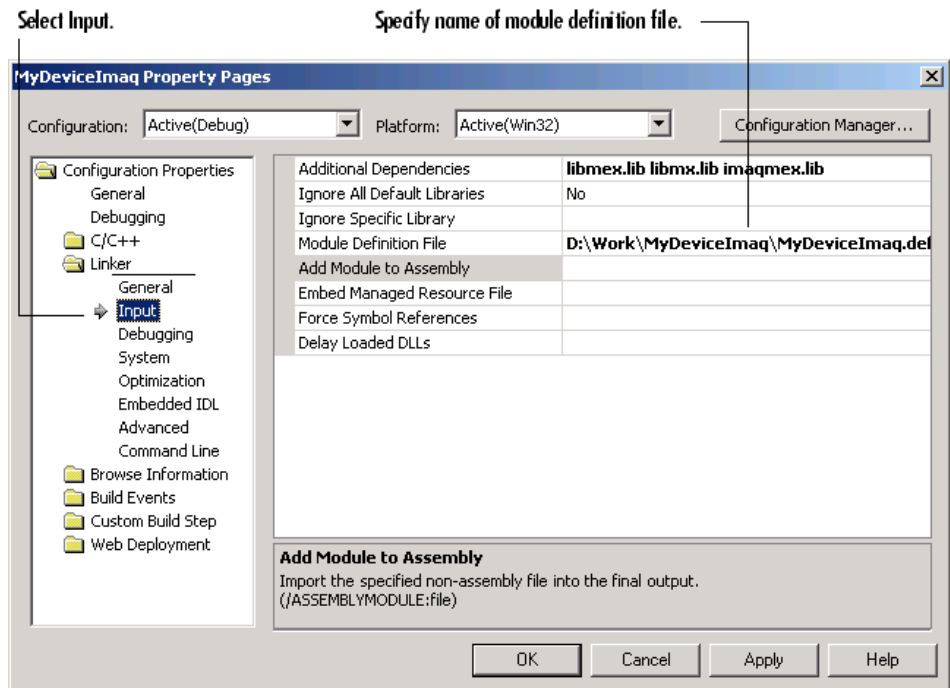 Select Input.
Specify name of module definition file.
MyDeviceImaq Property Pages
Configuration: Active(Debug) Platform: Active(Win32) Configuration Manager...
Configuration Properties
General
Debugging
C/C++
Linker
General
Input
Debugging
System
Optimization
Embedded IDL
Advanced
Command Line
Browse Information
Build Events
Custom Build Step
Web Deployment
Additional Dependencies libmex.lib libmx.lib imaqmex.lib
Ignore All Default Libraries No
Ignore Specific Library
Module Definition File D:\Work\MyDeviceImaq\MyDeviceImaq.def
Add Module to Assembly
Embed Managed Resource File
Force Symbol References
Delay Loaded DLLs
Add Module to Assembly
Import the specified non-assembly file into the final output.
(/ASSEMBLYMODULE:file)
OK Cancel Apply Help